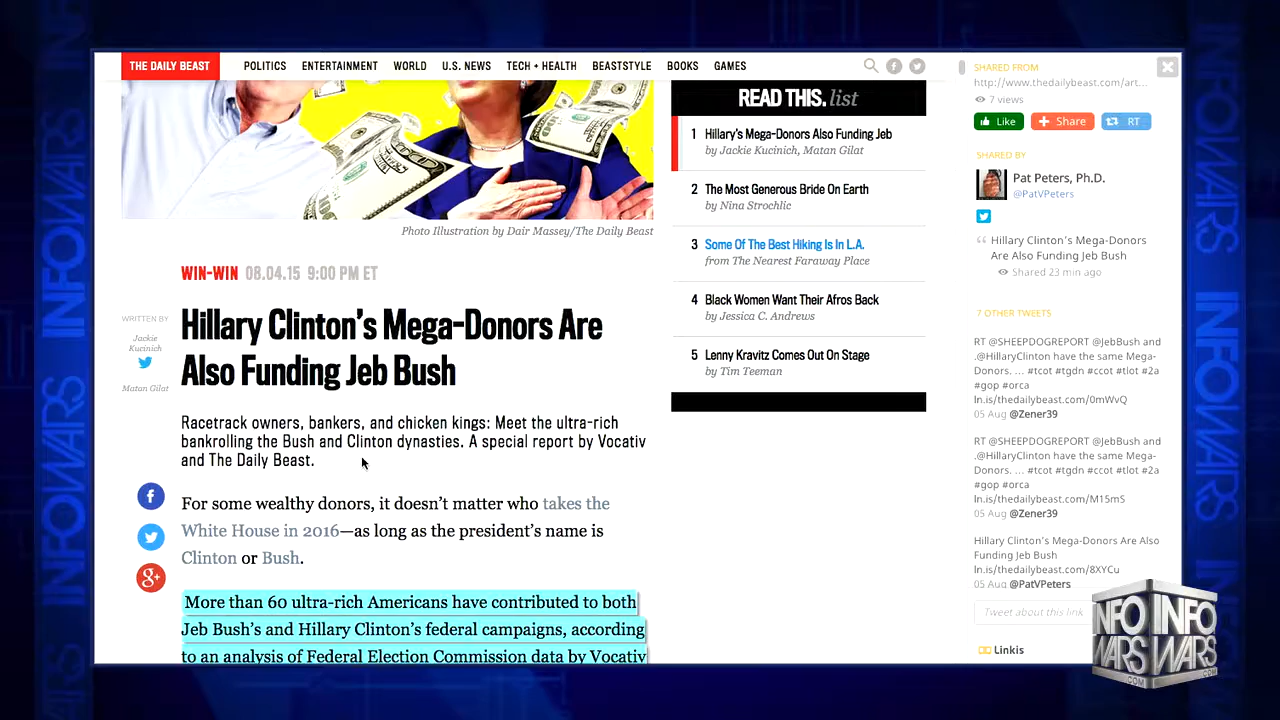 THE DAILY BEAST
POLITICS ENTERTAINMENT WORLD U.S. NEWS TECH + HEALTH BEASTSTYLE BOOKS GAMES
Photo Illustration by Dair Massey/The Daily Beast
WIN-WIN 08.04.15 9:00 PM ET
WRITTEN BY
Jackie
Kucinich
Matan Gilat
Hillary Clinton's Mega-Donors Are
Also Funding Jeb Bush
Racetrack owners, bankers, and chicken kings: Meet the ultra-rich
bankrolling the Bush and Clinton dynasties. A special report by Vocativ
and The Daily Beast.
For some wealthy donors, it doesn't matter who takes the
White House in 2016—as long as the president's name is
Clinton or Bush.
More than 60 ultra-rich Americans have contributed to both
Jeb Bush's and Hillary Clinton's federal campaigns, according
to an analysis of Federal Election Commission data by Vocativ
READ THIS. list
1 Hillary's Mega-Donors Also Funding Jeb
by Jackie Kucinich, Matan Gilat
2 The Most Generous Bride On Earth
by Nina Strochlic
3 Some Of The Best Hiking Is In L.A.
from The Nearest Faraway Place
4 Black Women Want Their Afros Back
by Jessica C. Andrews
5 Lenny Kravitz Comes Out On Stage
by Tim Teeman
SHARED FROM
http://www.thedailybeast.com/art...
7 views
Like Share RT
SHARED BY
Pat Peters, Ph.D.
@PatVPeters
Hillary Clinton's Mega-Donors
Are Also Funding Jeb Bush
Shared 23 min ago
7 OTHER TWEETS
RT @SHEEPDOGREPORT @JebBush and
.@HillaryClinton have the same Mega-
Donors. ... #tcot #tgdn #ccot #tlot #2a
#gop #orca
ln.is/thedailybeast.com/0mWvQ
05 Aug @Zener39
RT @SHEEPDOGREPORT @JebBush and
.@HillaryClinton have the same Mega-
Donors. ... #tcot #tgdn #ccot #tlot #2a
#gop #orca
ln.is/thedailybeast.com/M15mS
05 Aug @Zener39
Hillary Clinton's Mega-Donors Are Also
Funding Jeb Bush
ln.is/thedailybeast.com/8XYCu
05 Aug @PatVPeters
Tweet about this link
Linkis
INFO WARS .COM
INFO WARS .COM
INFOWARS
INFOWARS